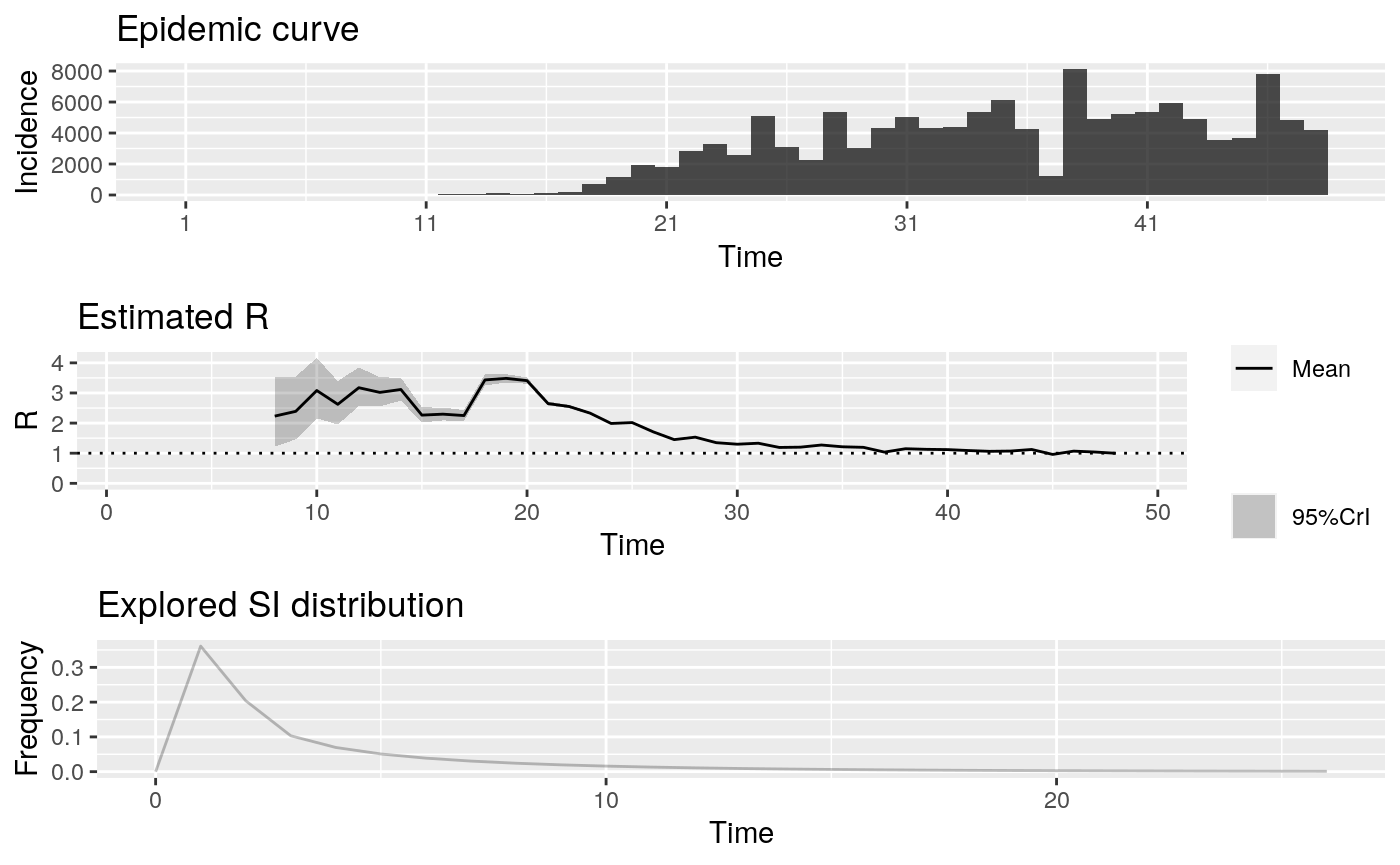 Epidemic curve
8000
6000
4000
2000
0
Incidence
1 11 21 31 41
Time
Estimated R
4
3
2
1
0
R
0 10 20 30 40 50
Time
Mean
95%CrI
Explored SI distribution
0.3
0.2
0.1
0.0
Frequency
0 10 20
Time